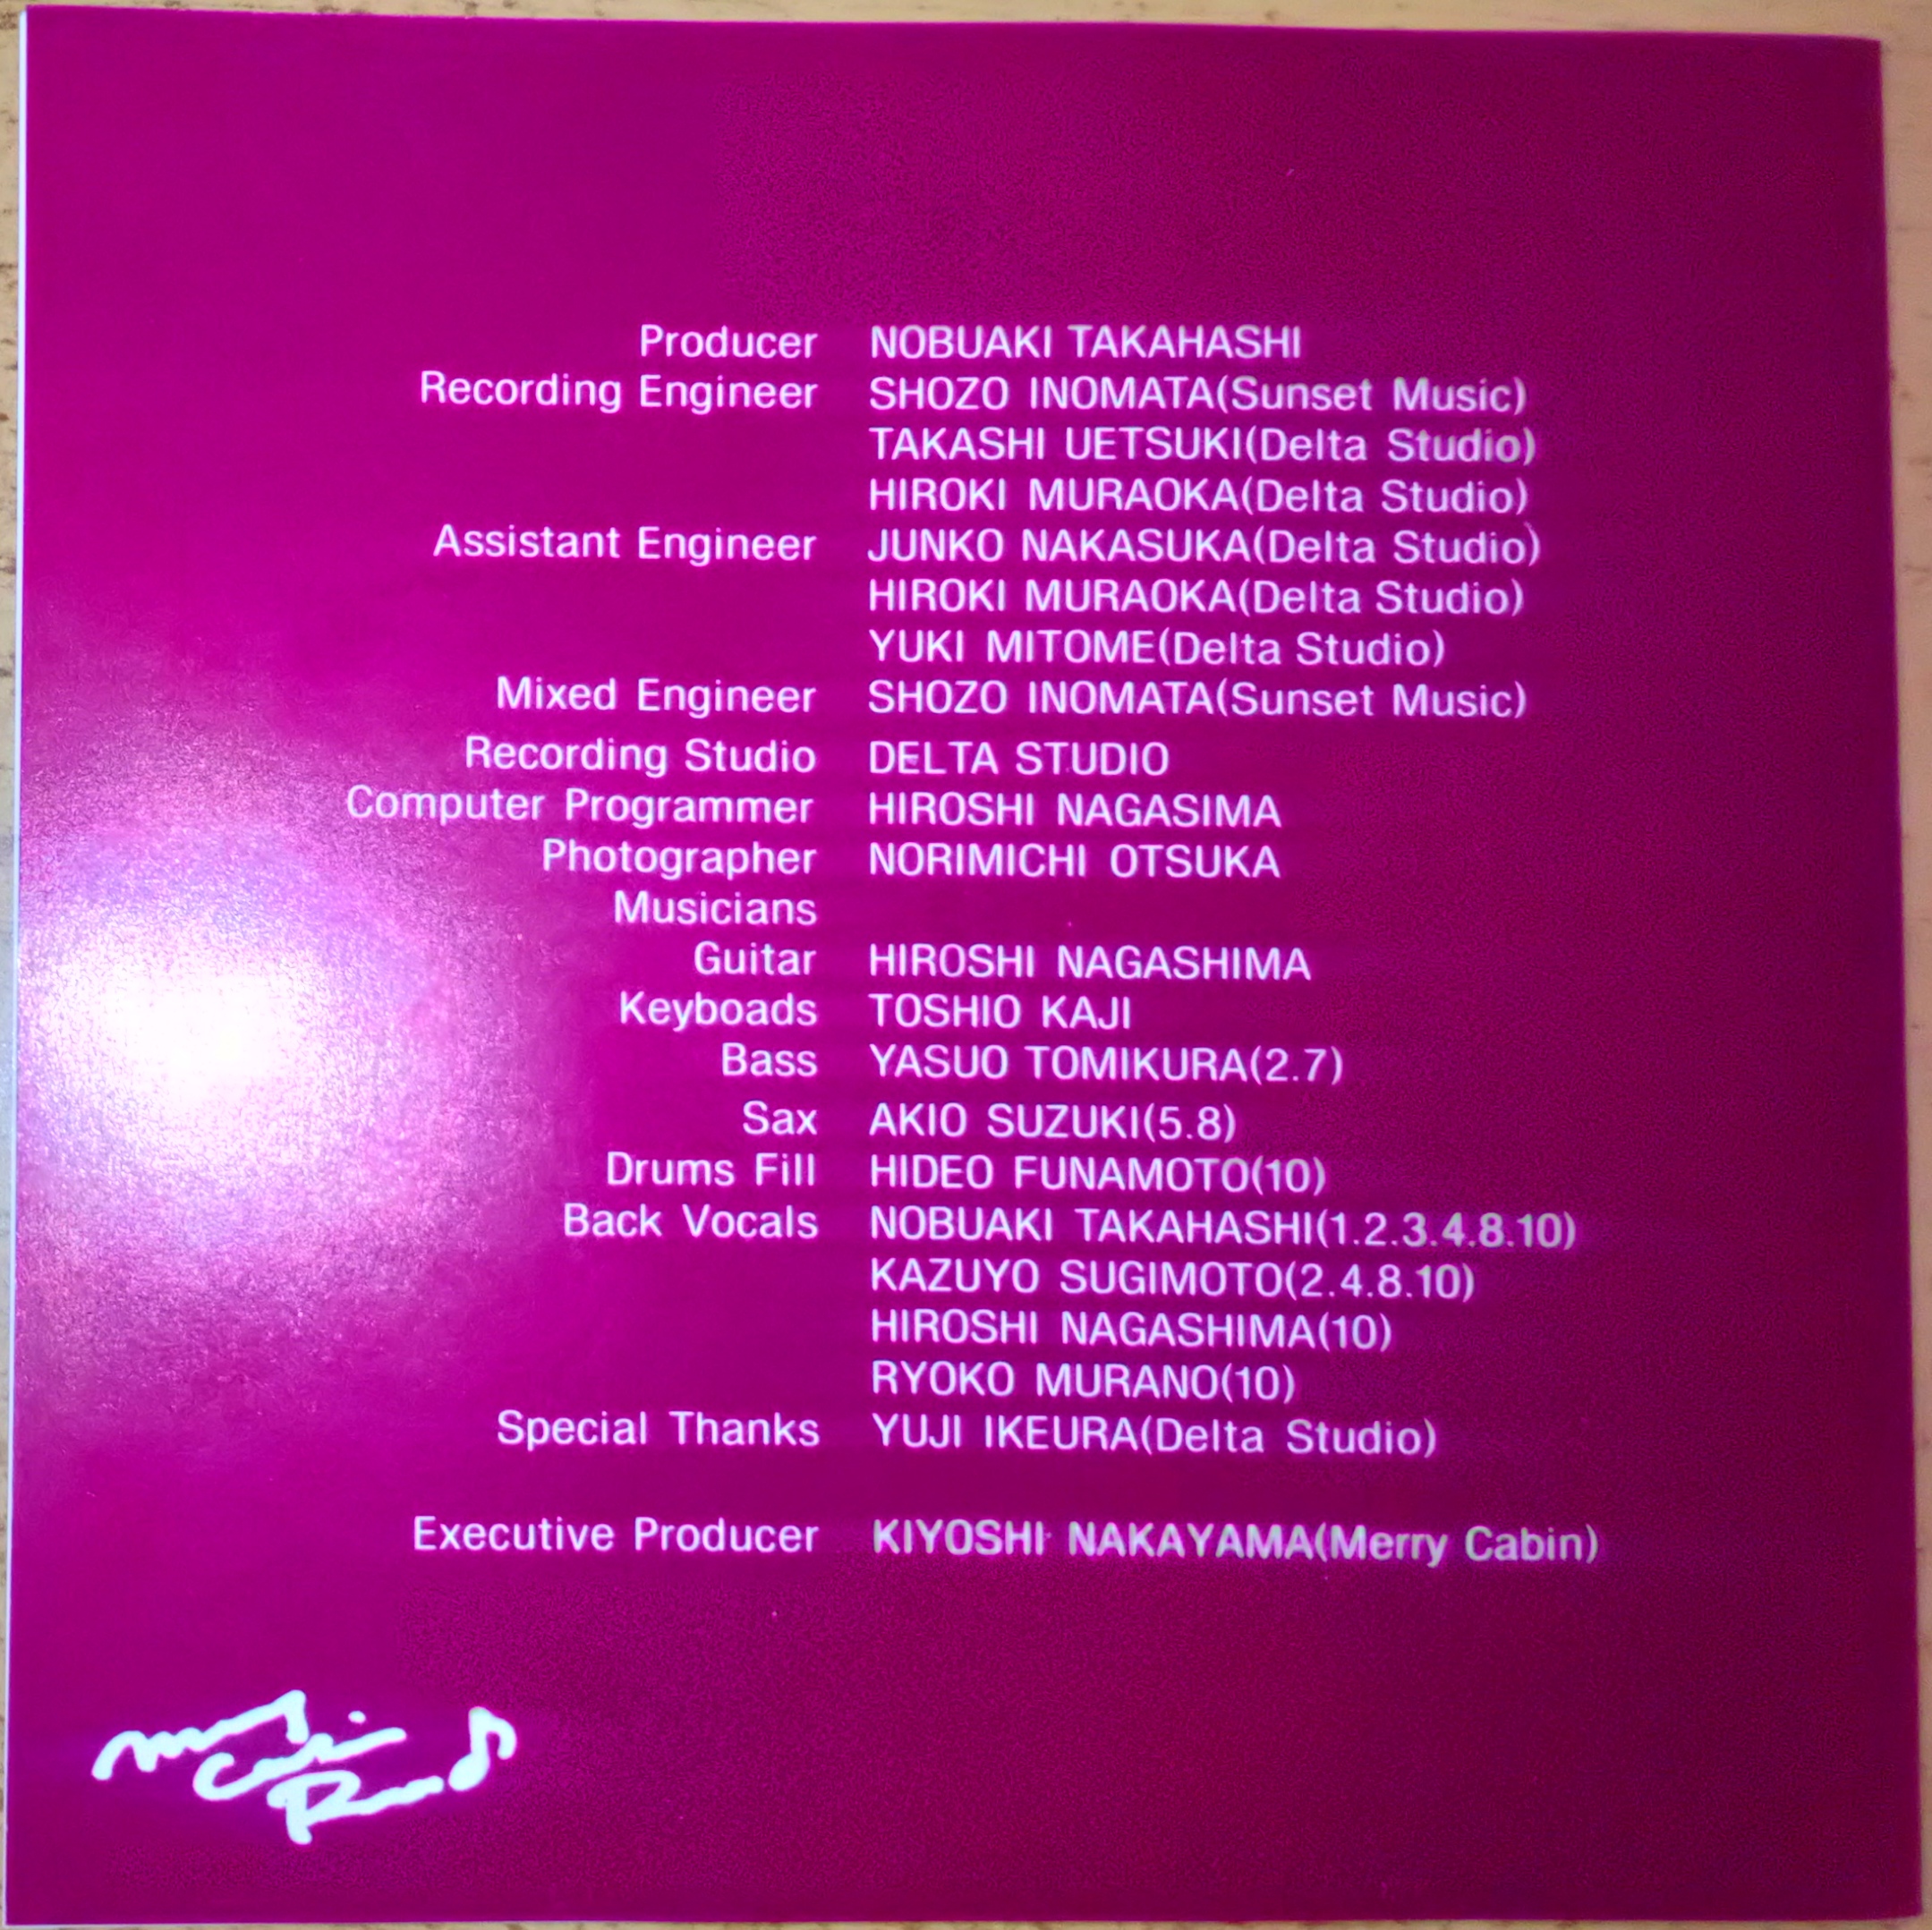 Producer NOBUAKI TAKAHASHI
Recording Engineer SHOZO INOMATA(Sunset Music)
TAKASHI UETSUKI(Delta Studio)
HIROKI MURAOKA(Delta Studio)
Assistant Engineer JUNKO NAKASUKA(Delta Studio)
HIROKI MURAOKA(Delta Studio)
YUKI MITOME(Delta Studio)
Mixed Engineer SHOZO INOMATA(Sunset Music)
Recording Studio DELTA STUDIO
Computer Programmer HIROSHI NAGASIMA
Photographer NORIMICHI OTSUKA
Musicians
Guitar HIROSHI NAGASHIMA
Keyboads TOSHIO KAJI
Bass YASUO TOMIKURA(2.7)
Sax AKIO SUZUKI(5.8)
Drums Fill HIDEO FUNAMOTO(10)
Back Vocals NOBUAKI TAKAHASHI(1.2.3.4.8.10)
KAZUYO SUGIMOTO(2.4.8.10)
HIROSHI NAGASHIMA(10)
RYOKO MURANO(10)
Special Thanks YUJI IKEURA(Delta Studio)
Executive Producer KIYOSHI NAKAYAMA(Merry Cabin)